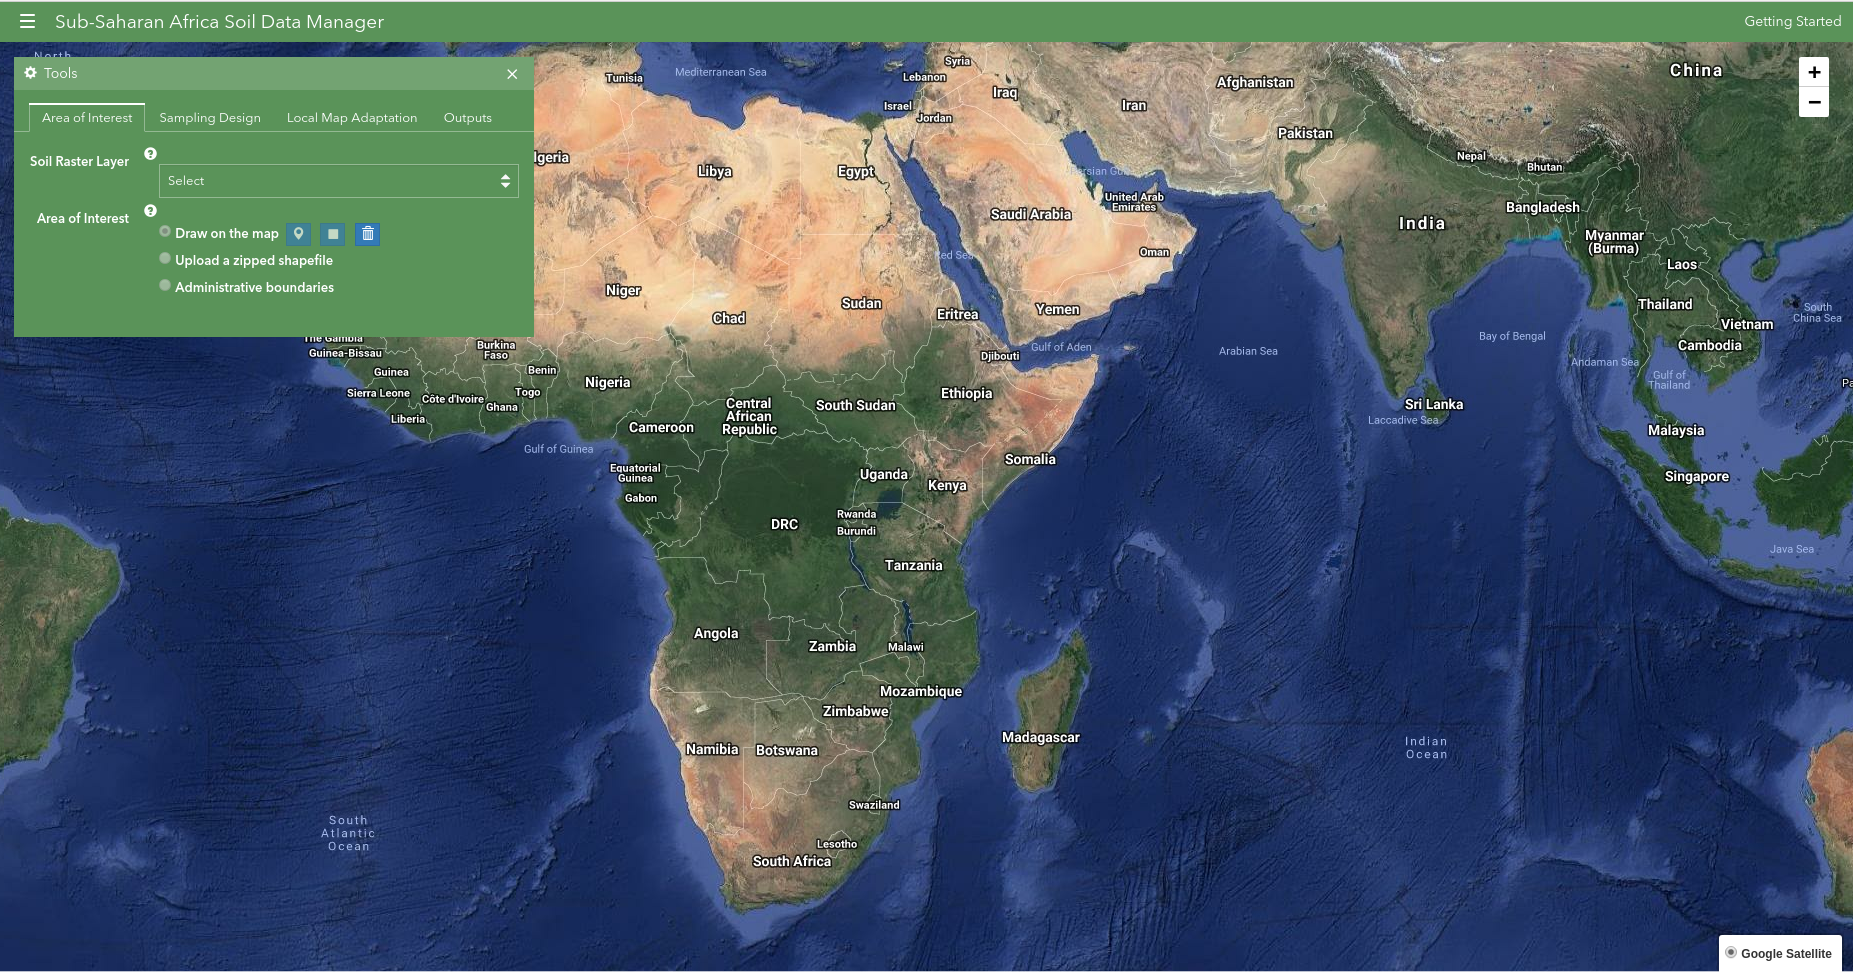 Sub-Saharan Africa Soil Data Manager
Getting Started
North
Tools
Area of Interest
Sampling Design
Local Map Adaptation
Outputs
Soil Raster Layer
Select
Area of Interest
Draw on the map
Upload a zipped shapefile
Administrative boundaries
+
−
Tunisia
Mediterranean Sea
Syria
Lebanon
Iraq
Israel
Jordan
Iran
Afghanistan
China
Pakistan
Nepal
Bhutan
lgeria
Libya
Egypt
Persian Gulf
United Arab
Emirates
Saudi Arabia
Oman
India
Bangladesh
Myanmar
(Burma)
Laos
Red Sea
Niger
Chad
Sudan
Eritrea
Yemen
Thailand
Vietnam
South
China Sea
Cambodia
Bay of Bengal
Andaman Sea
Gulf of
Thailand
Arabian Sea
Gulf of Aden
Djibouti
The Gambia
Guinea-Bissau
Burkina
Faso
Guinea
Benin
Sierra Leone
Côte d'Ivoire
Togo
Ghana
Liberia
Nigeria
Central
African
Republic
South Sudan
Ethiopia
Cameroon
Sri Lanka
Laccadive Sea
Malaysia
Pa
Gulf of Guinea
Equatorial
Guinea
Gabon
Uganda
Kenya
Somalia
Singapore
Rwanda
Burundi
DRC
Tanzania
Java Sea
Angola
Zambia
Malawi
Mozambique
Zimbabwe
Madagascar
Namibia
Botswana
Indian
Ocean
Swaziland
South
Atlantic
Ocean
Lesotho
South Africa
Google Satellite